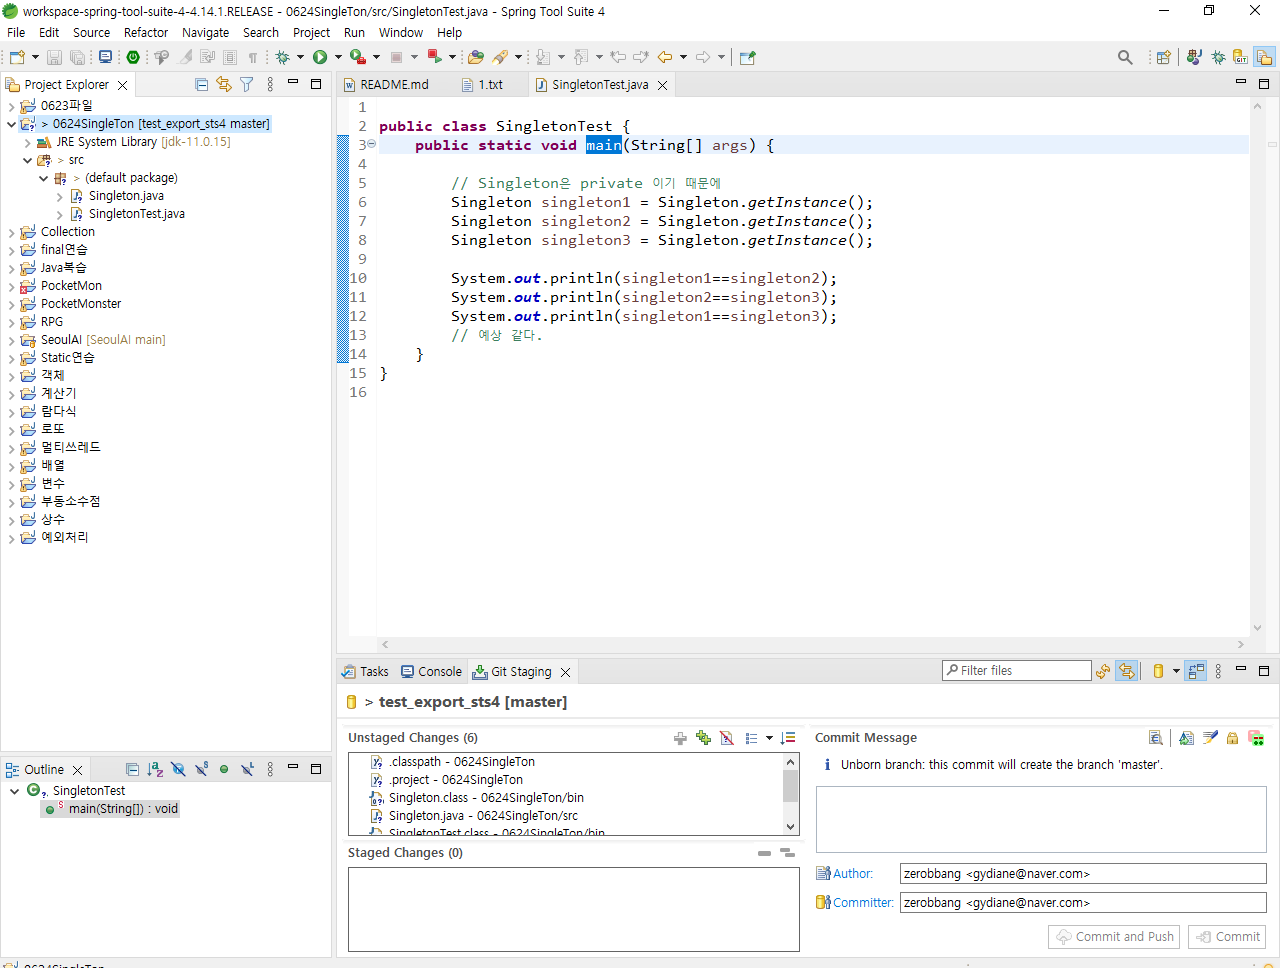 workspace-spring-tool-suite-4-4.14.1.RELEASE - 0624SingleTon/src/SingletonTest.java - Spring Tool Suite 4
File Edit Source Refactor Navigate Search Project Run Window Help
Project Explorer
0623파일
> 0624SingleTon [test_export_sts4 master]
JRE System Library [jdk-11.0.15]
> src
> (default package)
Singleton.java
SingletonTest.java
Collection
final연습
Java복습
PocketMon
PocketMonster
RPG
SeoulAI [SeoulAI main]
Static연습
객체
계산기
람다식
로또
멀티쓰레드
배열
변수
부동소수점
상수
예외처리
Outline
SingletonTest
main(String[]) : void
README.md 1.txt SingletonTest.java
1
2 public class SingletonTest {
3 public static void main(String[] args) {
4
5 // Singleton은 private 이기 때문에
6 Singleton singleton1 = Singleton.getInstance();
7 Singleton singleton2 = Singleton.getInstance();
8 Singleton singleton3 = Singleton.getInstance();
9
10 System.out.println(singleton1==singleton2);
11 System.out.println(singleton2==singleton3);
12 System.out.println(singleton1==singleton3);
13 // 예상 같다.
14 }
15 }
16
Tasks Console Git Staging Filter files
> test_export_sts4 [master]
Unstaged Changes (6)
.classpath - 0624SingleTon
.project - 0624SingleTon
Singleton.class - 0624SingleTon/bin
Singleton.java - 0624SingleTon/src
SingletonTest.class - 0624SingleTon/bin
Staged Changes (0)
Commit Message
Unborn branch: this commit will create the branch 'master'.
Author: zerobbang <gydiane@naver.com>
Committer: zerobbang <gydiane@naver.com>
Commit and Push Commit
0624SingleTon